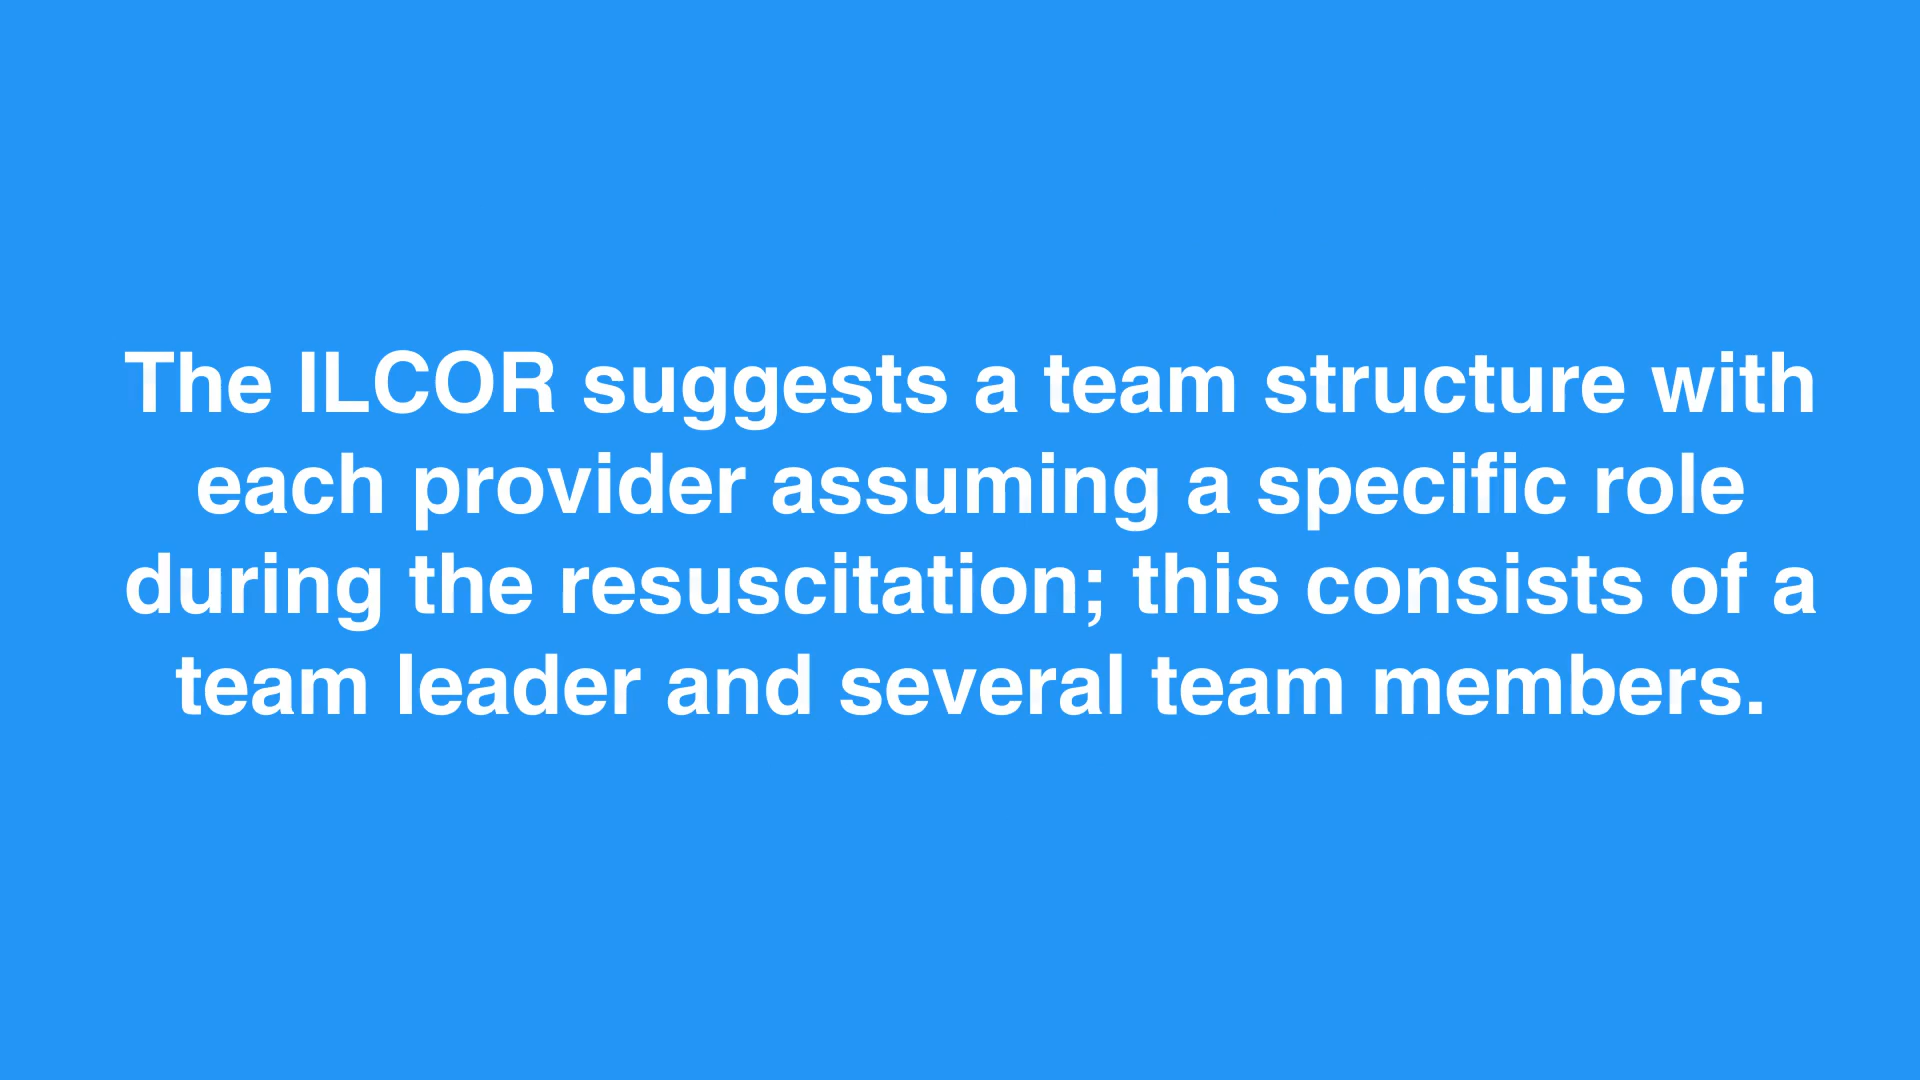 The ILCOR suggests a team structure with
each provider assuming a specific role
during the resuscitation; this consists of a
team leader and several team members.